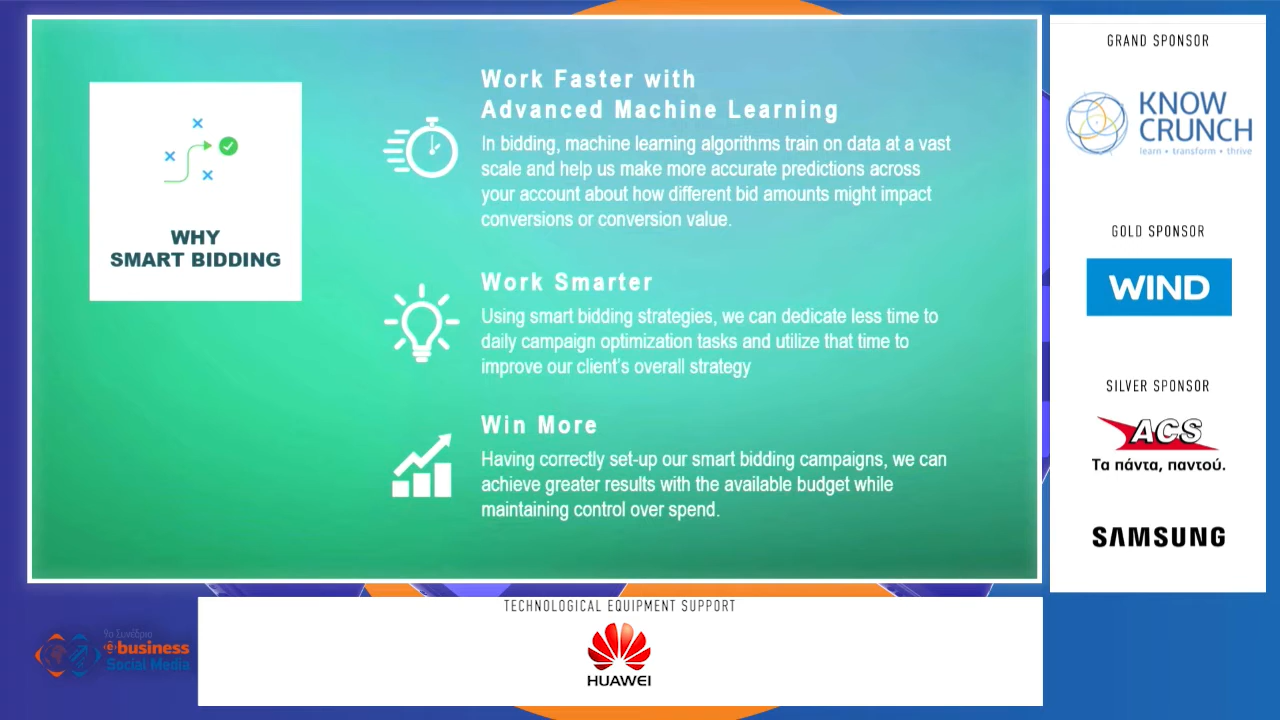 WHY
SMART BIDDING
Work Faster with
Advanced Machine Learning
In bidding, machine learning algorithms train on data at a vast
scale and help us make more accurate predictions across
your account about how different bid amounts might impact
conversions or conversion value.
Work Smarter
Using smart bidding strategies, we can dedicate less time to
daily campaign optimization tasks and utilize that time to
improve our client's overall strategy
Win More
Having correctly set-up our smart bidding campaigns, we can
achieve greater results with the available budget while
maintaining control over spend.
GRAND SPONSOR
KNOW
CRUNCH
learn • transform • thrive
GOLD SPONSOR
WIND
SILVER SPONSOR
ACS
Τα πάντα, παντού.
SAMSUNG
TECHNOLOGICAL EQUIPMENT SUPPORT
HUAWEI
9ο Συνέδριο
e-business
Social Media